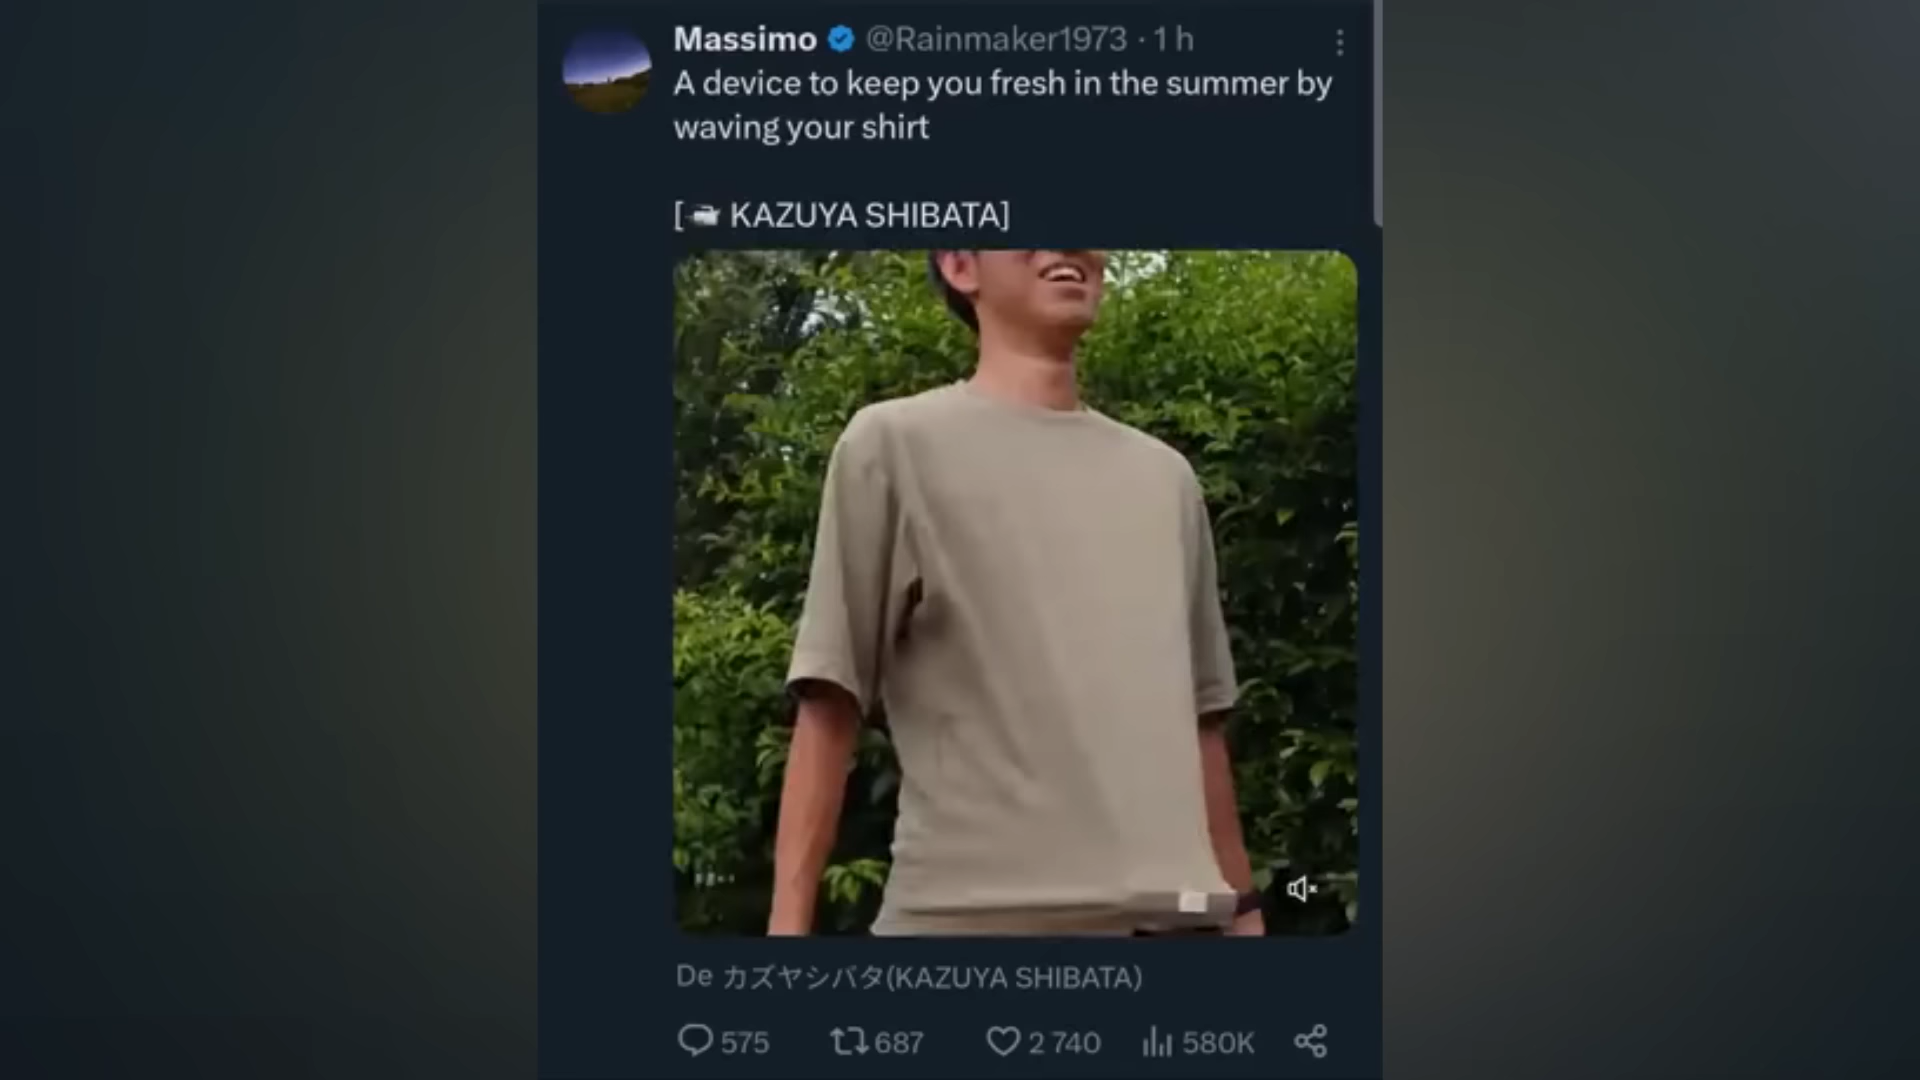 Massimo @Rainmaker1973 · 1 h
A device to keep you fresh in the summer by
waving your shirt
[📹 KAZUYA SHIBATA]
De カズヤシバタ(KAZUYA SHIBATA)
575 687 2 740 580K